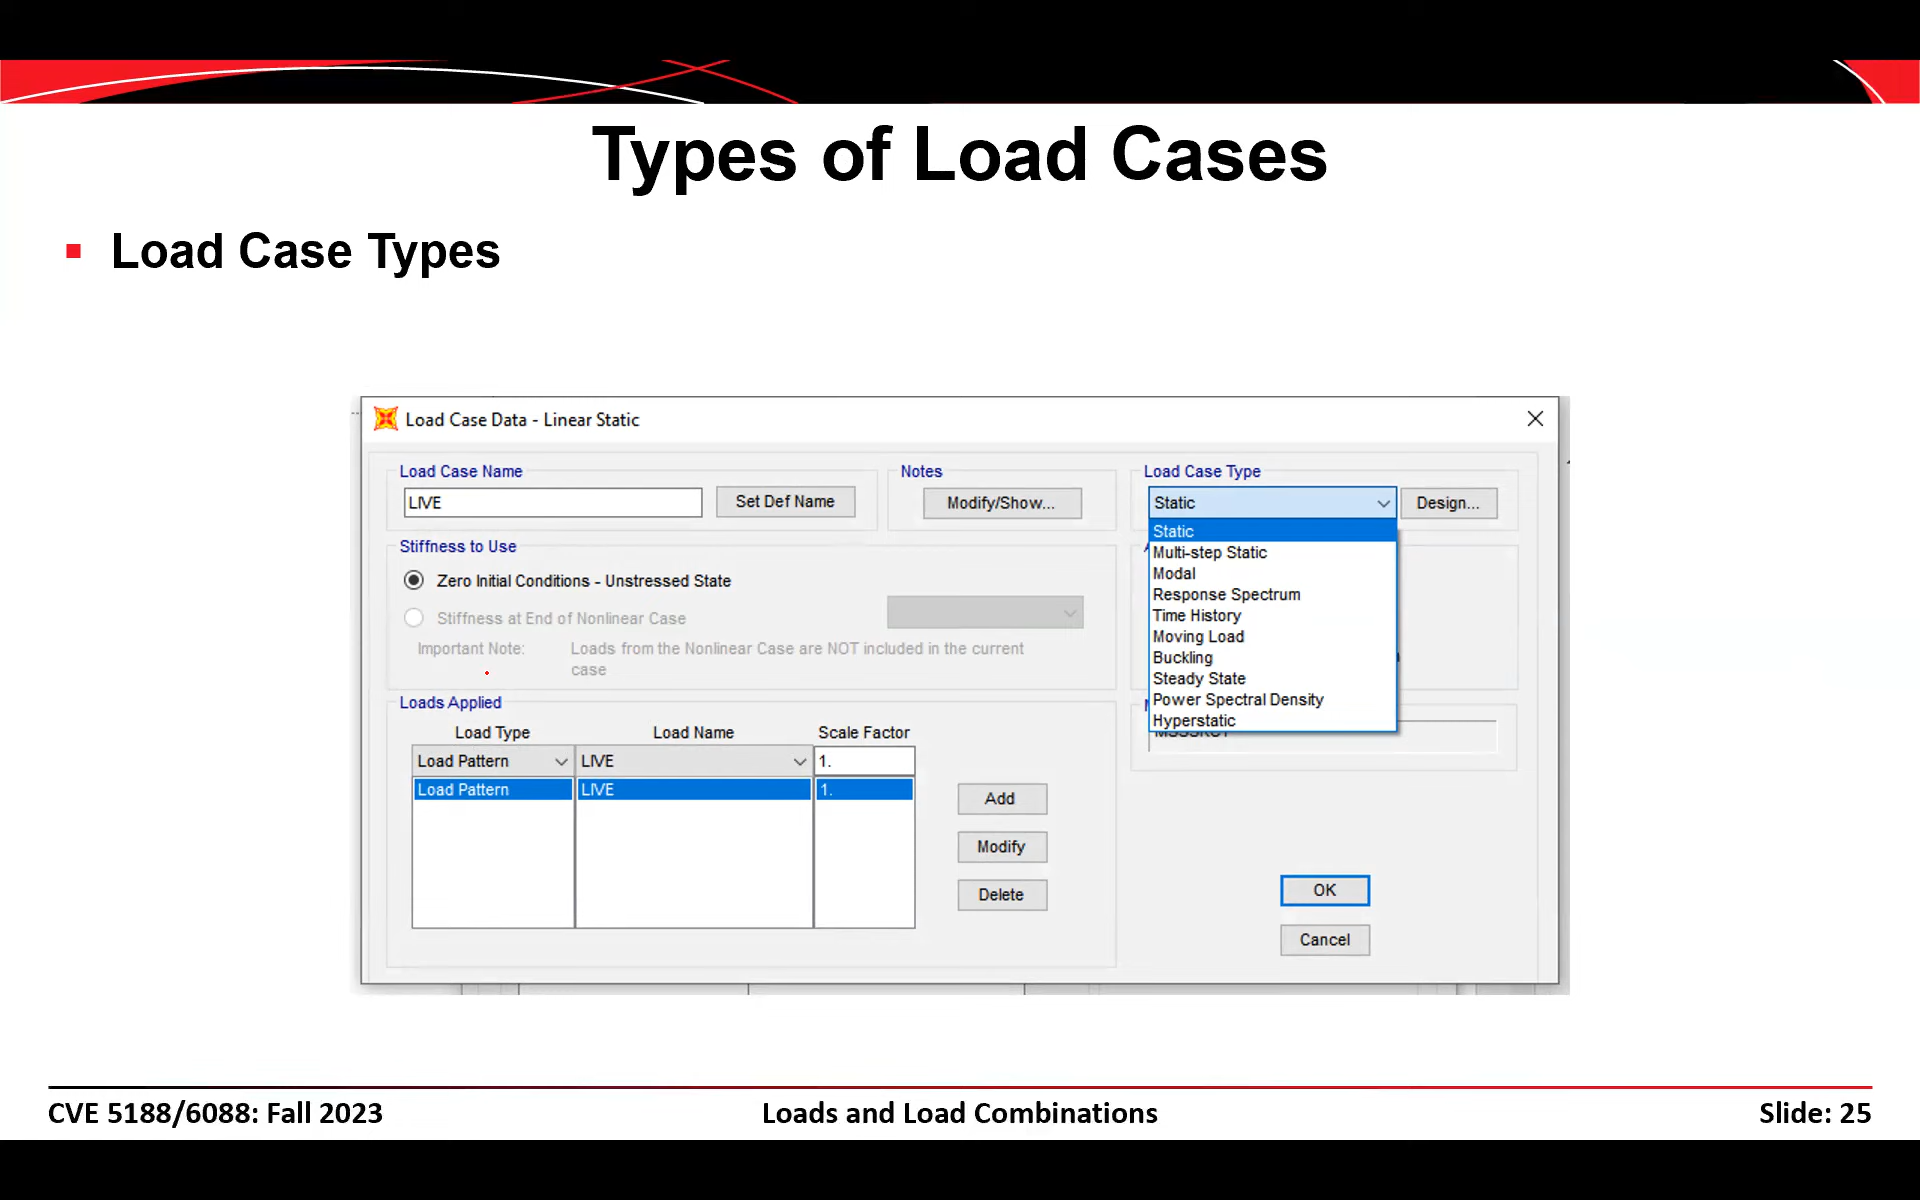 Types of Load Cases
Load Case Types
Load Case Data - Linear Static
Load Case Name
Notes
Load Case Type
LIVE
Set Def Name
Modify/Show...
Static
Design...
Stiffness to Use
Zero Initial Conditions - Unstressed State
Stiffness at End of Nonlinear Case
Important Note:
Loads from the Nonlinear Case are NOT included in the current
case
Static
Multi-step Static
Modal
Response Spectrum
Time History
Moving Load
Buckling
Steady State
Power Spectral Density
Hyperstatic
Loads Applied
Load Type
Load Name
Scale Factor
Load Pattern
LIVE
1.
Load Pattern
LIVE
1.
Add
Modify
Delete
OK
Cancel
CVE 5188/6088: Fall 2023
Loads and Load Combinations
Slide: 25